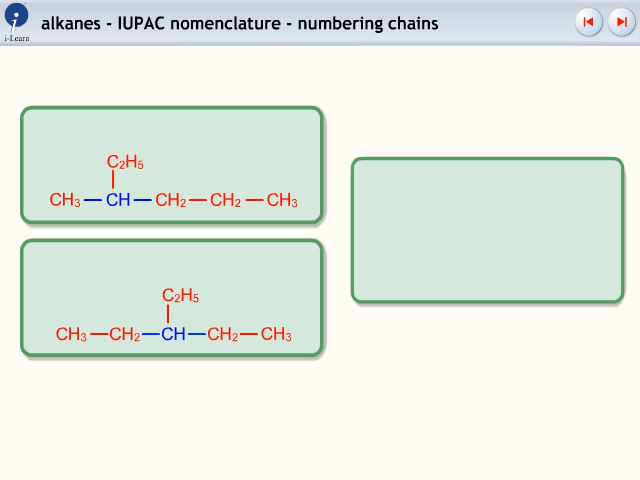 alkanes - IUPAC nomenclature - numbering chains
i
i-Learn
C₂H₅
CH₃ — CH — CH₂ — CH₂ — CH₃
C₂H₅
CH₃ — CH₂ — CH — CH₂ — CH₃